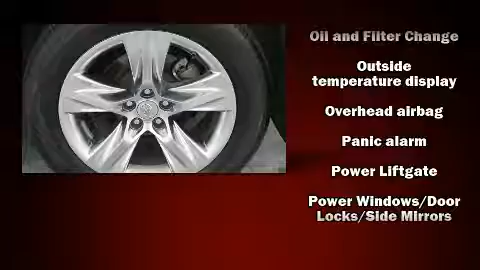 Oil and Filter Change
Outside
temperature display
Overhead airbag
Panic alarm
Power Liftgate
Power Windows/Door
Locks/Side Mirrors